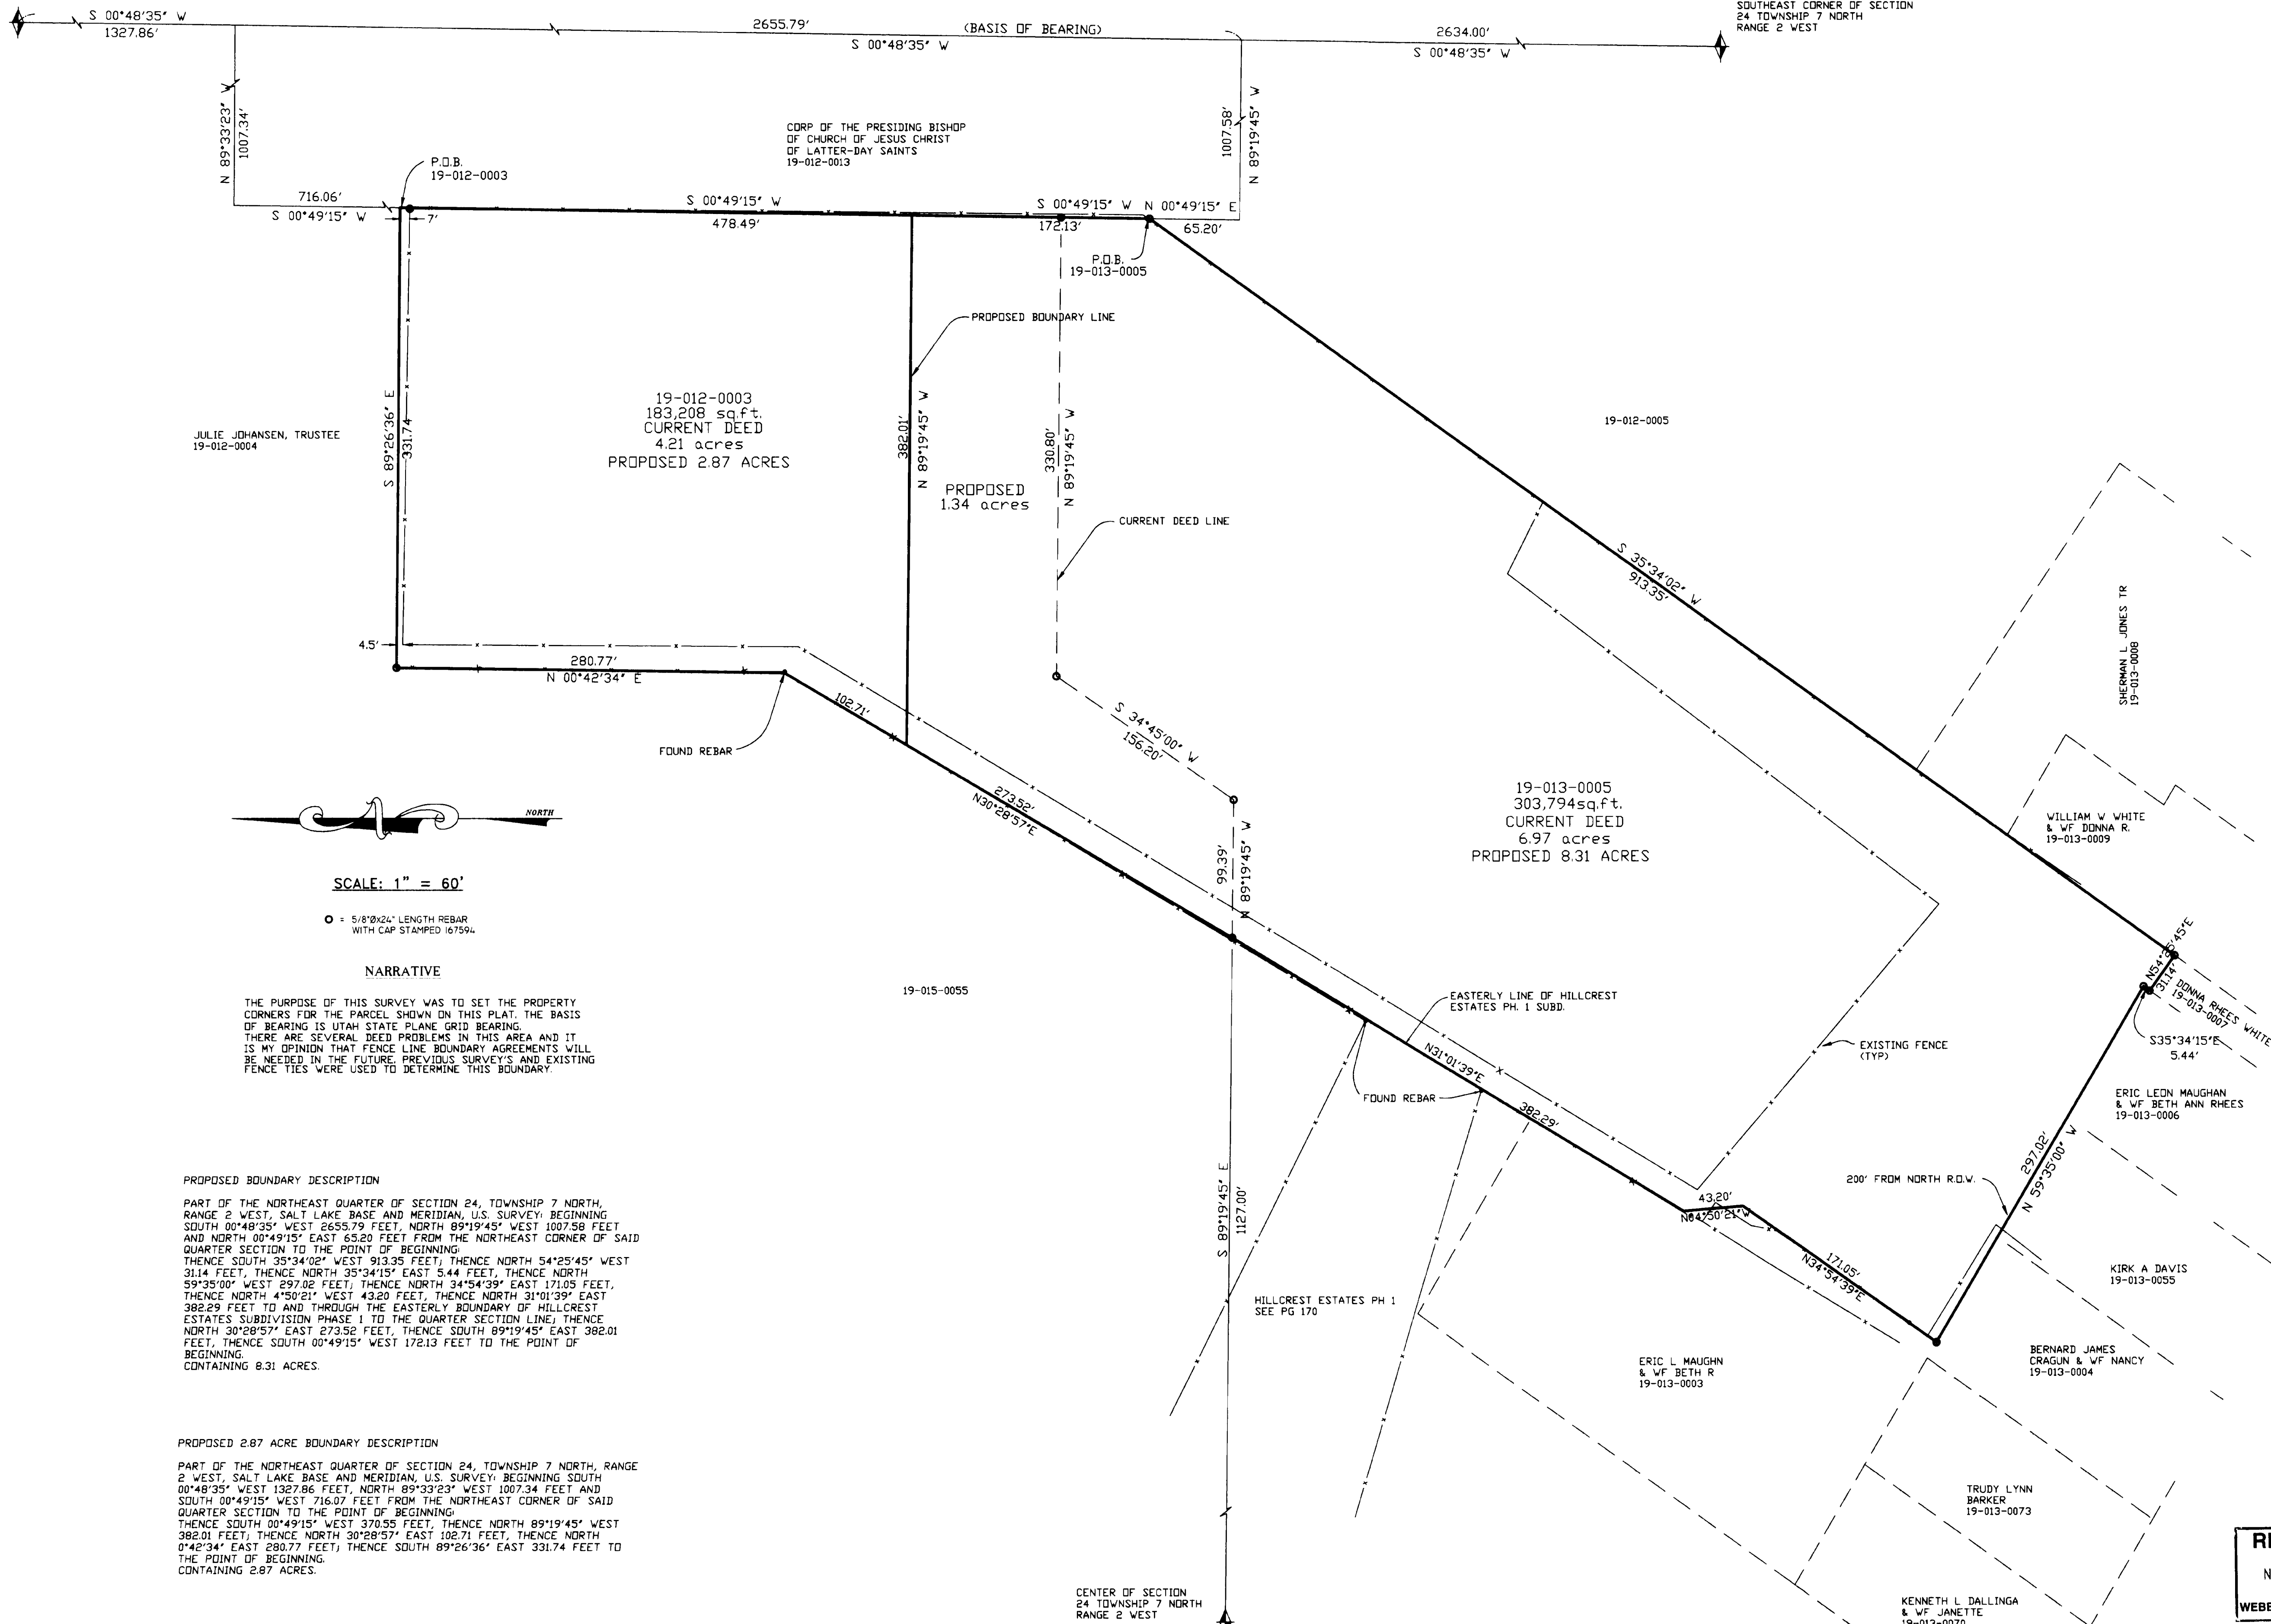 S 00°48'35" W
1327.86'
2655.79'
(BASIS OF BEARING)
S 00°48'35" W
2634.00'
S 00°48'35" W
SOUTHEAST CORNER OF SECTION
24 TOWNSHIP 7 NORTH
RANGE 2 WEST
N 89°33'23" W
1007.34'
CORP OF THE PRESIDING BISHOP
OF CHURCH OF JESUS CHRIST
OF LATTER-DAY SAINTS
19-012-0013
1007.58'
N 89°19'45" W
P.O.B.
19-012-0003
716.06'
S 00°49'15" W
7'
S 00°49'15" W
478.49'
S 00°49'15" W
172.13'
N 00°49'15" E
65.20'
P.O.B.
19-013-0005
PROPOSED BOUNDARY LINE
19-012-0003
183,208 sq.ft.
CURRENT DEED
4.21 acres
PROPOSED 2.87 ACRES
JULIE JOHANSEN, TRUSTEE
19-012-0004
S 89°26'36" E
331.74
382.01'
N 89°19'45" W
330.80'
N 89°19'45" W
PROPOSED
1.34 acres
CURRENT DEED LINE
19-012-0005
S 35°34'02" W
913.35'
SHERMAN L JONES TR
19-013-0008
4.5'
280.77'
N 00°42'34" E
102.71'
FOUND REBAR
S 34°45'00" W
156.20'
273.52'
N30°28'57"E
99.39'
N 89°19'45" W
19-013-0005
303,794sq.ft.
CURRENT DEED
6.97 acres
PROPOSED 8.31 ACRES
WILLIAM W WHITE
& WF DONNA R.
19-013-0009
NORTH
SCALE: 1" = 60'
= 5/8"Øx24" LENGTH REBAR
WITH CAP STAMPED 167594
NARRATIVE
THE PURPOSE OF THIS SURVEY WAS TO SET THE PROPERTY
CORNERS FOR THE PARCEL SHOWN ON THIS PLAT. THE BASIS
OF BEARING IS UTAH STATE PLANE GRID BEARING.
THERE ARE SEVERAL DEED PROBLEMS IN THIS AREA AND IT
IS MY OPINION THAT FENCE LINE BOUNDARY AGREEMENTS WILL
BE NEEDED IN THE FUTURE. PREVIOUS SURVEY'S AND EXISTING
FENCE TIES WERE USED TO DETERMINE THIS BOUNDARY.
19-015-0055
EASTERLY LINE OF HILLCREST
ESTATES PH. 1 SUBD.
N31°01'39"E
382.29'
FOUND REBAR
EXISTING FENCE
(TYP)
31.14'
DONNA RHEES WHITE
19-013-0007
S35°34'15"E
5.44'
ERIC LEON MAUGHAN
& WF BETH ANN RHEES
19-013-0006
297.02'
N 59°35'00" W
200' FROM NORTH R.O.W.
43.20'
171.05'
N34°54'39"E
S 89°19'45" E
1127.00'
KIRK A DAVIS
19-013-0055
HILLCREST ESTATES PH 1
SEE PG 170
ERIC L MAUGHN
& WF BETH R
19-013-0003
BERNARD JAMES
CRAGUN & WF NANCY
19-013-0004
PROPOSED BOUNDARY DESCRIPTION
PART OF THE NORTHEAST QUARTER OF SECTION 24, TOWNSHIP 7 NORTH,
RANGE 2 WEST, SALT LAKE BASE AND MERIDIAN, U.S. SURVEY: BEGINNING
SOUTH 00°48'35" WEST 2655.79 FEET, NORTH 89°19'45" WEST 1007.58 FEET
AND NORTH 00°49'15" EAST 65.20 FEET FROM THE NORTHEAST CORNER OF SAID
QUARTER SECTION TO THE POINT OF BEGINNING:
THENCE SOUTH 35°34'02" WEST 913.35 FEET; THENCE NORTH 54°25'45" WEST
31.14 FEET, THENCE NORTH 35°34'15" EAST 5.44 FEET, THENCE NORTH
59°35'00" WEST 297.02 FEET; THENCE NORTH 34°54'39" EAST 171.05 FEET,
THENCE NORTH 4°50'21" WEST 43.20 FEET, THENCE NORTH 31°01'39" EAST
382.29 FEET TO AND THROUGH THE EASTERLY BOUNDARY OF HILLCREST
ESTATES SUBDIVISION PHASE 1 TO THE QUARTER SECTION LINE; THENCE
NORTH 30°28'57" EAST 273.52 FEET, THENCE SOUTH 89°19'45" EAST 382.01
FEET, THENCE SOUTH 00°49'15" WEST 172.13 FEET TO THE POINT OF
BEGINNING.
CONTAINING 8.31 ACRES.
PROPOSED 2.87 ACRE BOUNDARY DESCRIPTION
PART OF THE NORTHEAST QUARTER OF SECTION 24, TOWNSHIP 7 NORTH, RANGE
2 WEST, SALT LAKE BASE AND MERIDIAN, U.S. SURVEY: BEGINNING SOUTH
00°48'35" WEST 1327.86 FEET, NORTH 89°33'23" WEST 1007.34 FEET AND
SOUTH 00°49'15" WEST 716.07 FEET FROM THE NORTHEAST CORNER OF SAID
QUARTER SECTION TO THE POINT OF BEGINNING:
THENCE SOUTH 00°49'15" WEST 370.55 FEET, THENCE NORTH 89°19'45" WEST
382.01 FEET; THENCE NORTH 30°28'57" EAST 102.71 FEET, THENCE NORTH
0°42'34" EAST 280.77 FEET; THENCE SOUTH 89°26'36" EAST 331.74 FEET TO
THE POINT OF BEGINNING.
CONTAINING 2.87 ACRES.
TRUDY LYNN
BARKER
19-013-0073
CENTER OF SECTION
24 TOWNSHIP 7 NORTH
RANGE 2 WEST
KENNETH L DALLINGA
& WF JANETTE